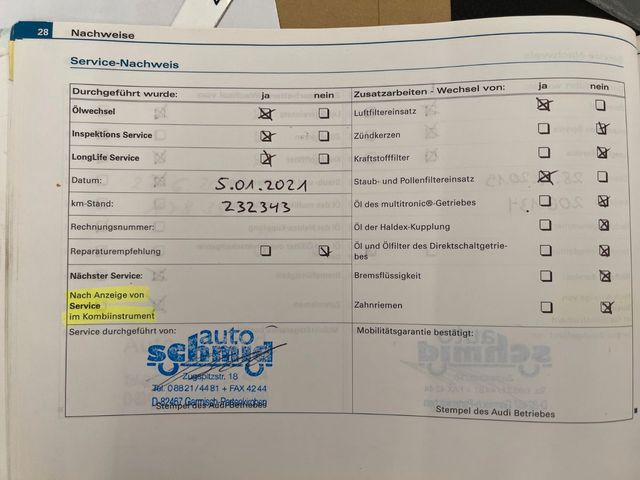 28 Nachweise
Service-Nachweis
Durchgeführt wurde: ja nein
Ölwechsel
Inspektions Service
LongLife Service
Datum: 5.01.2021
km-Stand: 232343
Rechnungsnummer:
Reparaturempfehlung
Nächster Service:
Nach Anzeige von
Service
im Kombiinstrument
Service durchgeführt von:
auto
schmid
Zugspitzstr. 18
Tel. 08821/4481 + FAX 4244
D-82467 Garmisch-Partenkirchen
Stempel des Audi Betriebes
Zusatzarbeiten - Wechsel von: ja nein
Luftfiltereinsatz
Zündkerzen
Kraftstofffilter
Staub- und Pollenfiltereinsatz
Öl des multitronic®-Getriebes
Öl der Haldex-Kupplung
Öl und Ölfilter des Direktschaltgetrie-
bes
Bremsflüssigkeit
Zahnriemen
Mobilitätsgarantie bestätigt:
Stempel des Audi Betriebes